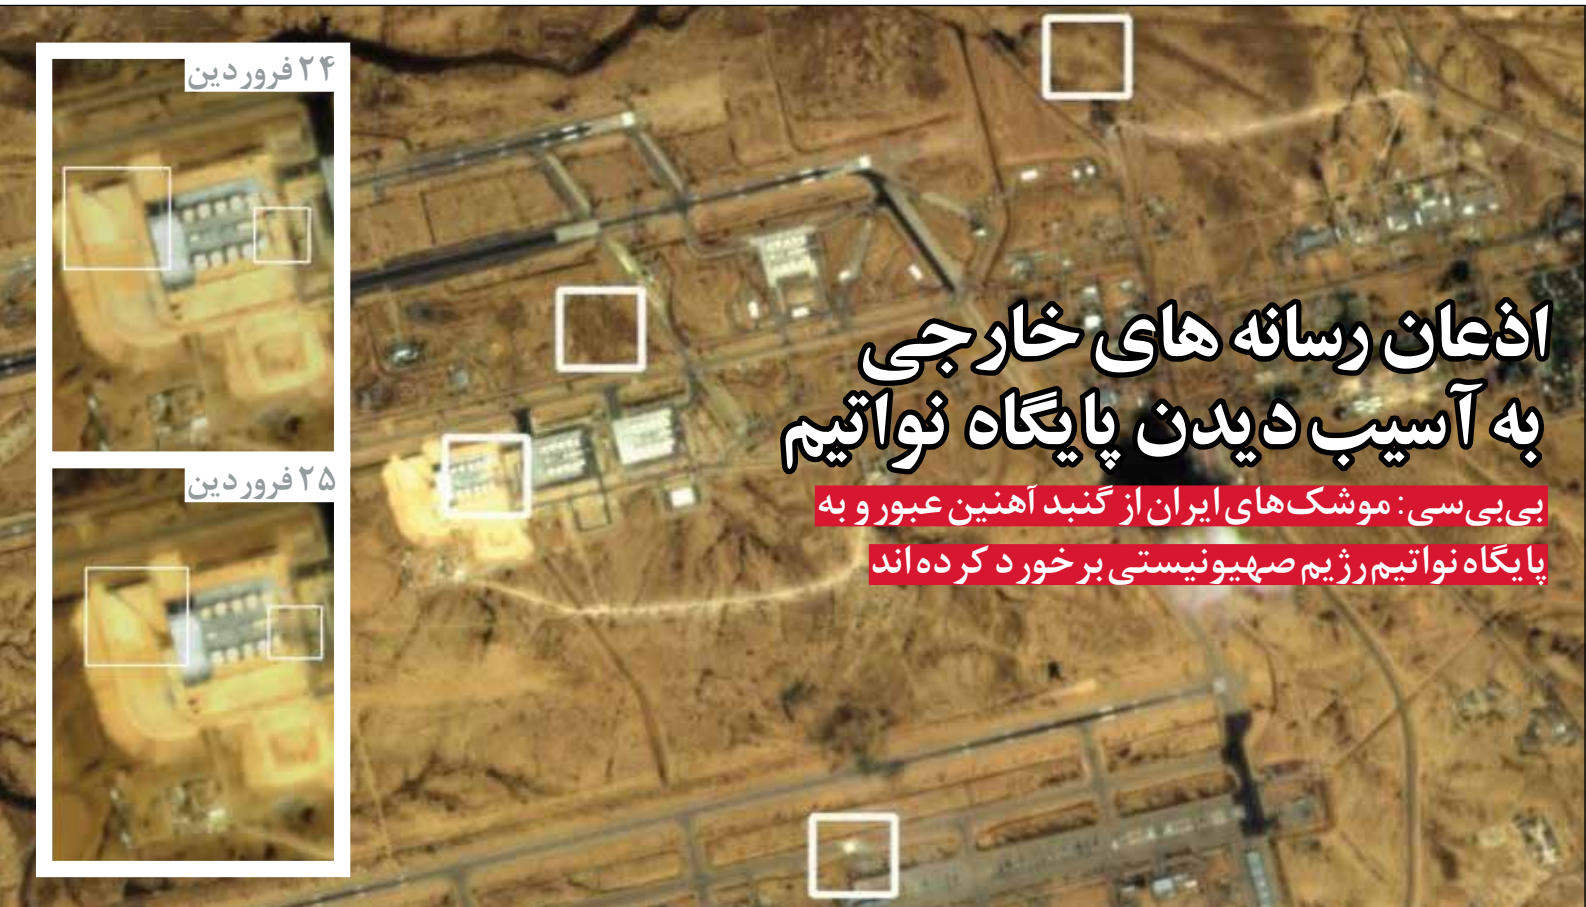 ۲۴ فروردین
۲۵ فروردین
اذعان رسانه های خارجی
به آسیب دیدن پایگاه نواتیم
بی‌بی‌سی: موشک‌های ایران از گنبد آهنین عبور و به
پایگاه نواتیم رژیم صهیونیستی برخورد کرده‌اند